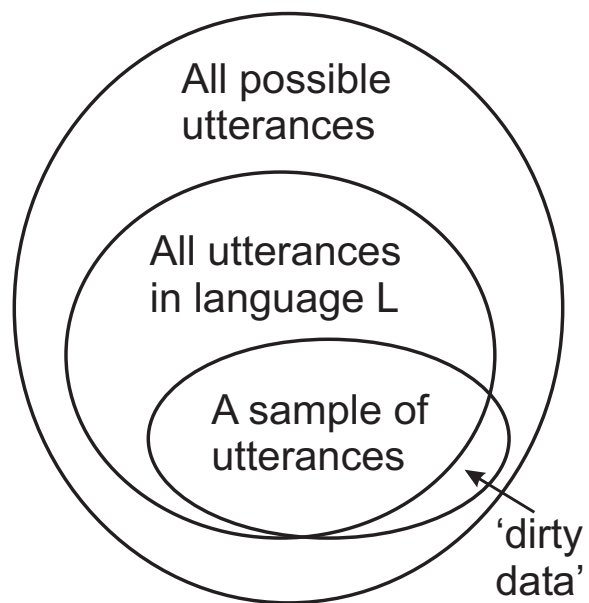 All possible
utterances
All utterances
in language L
A sample of
utterances
‘dirty
data’